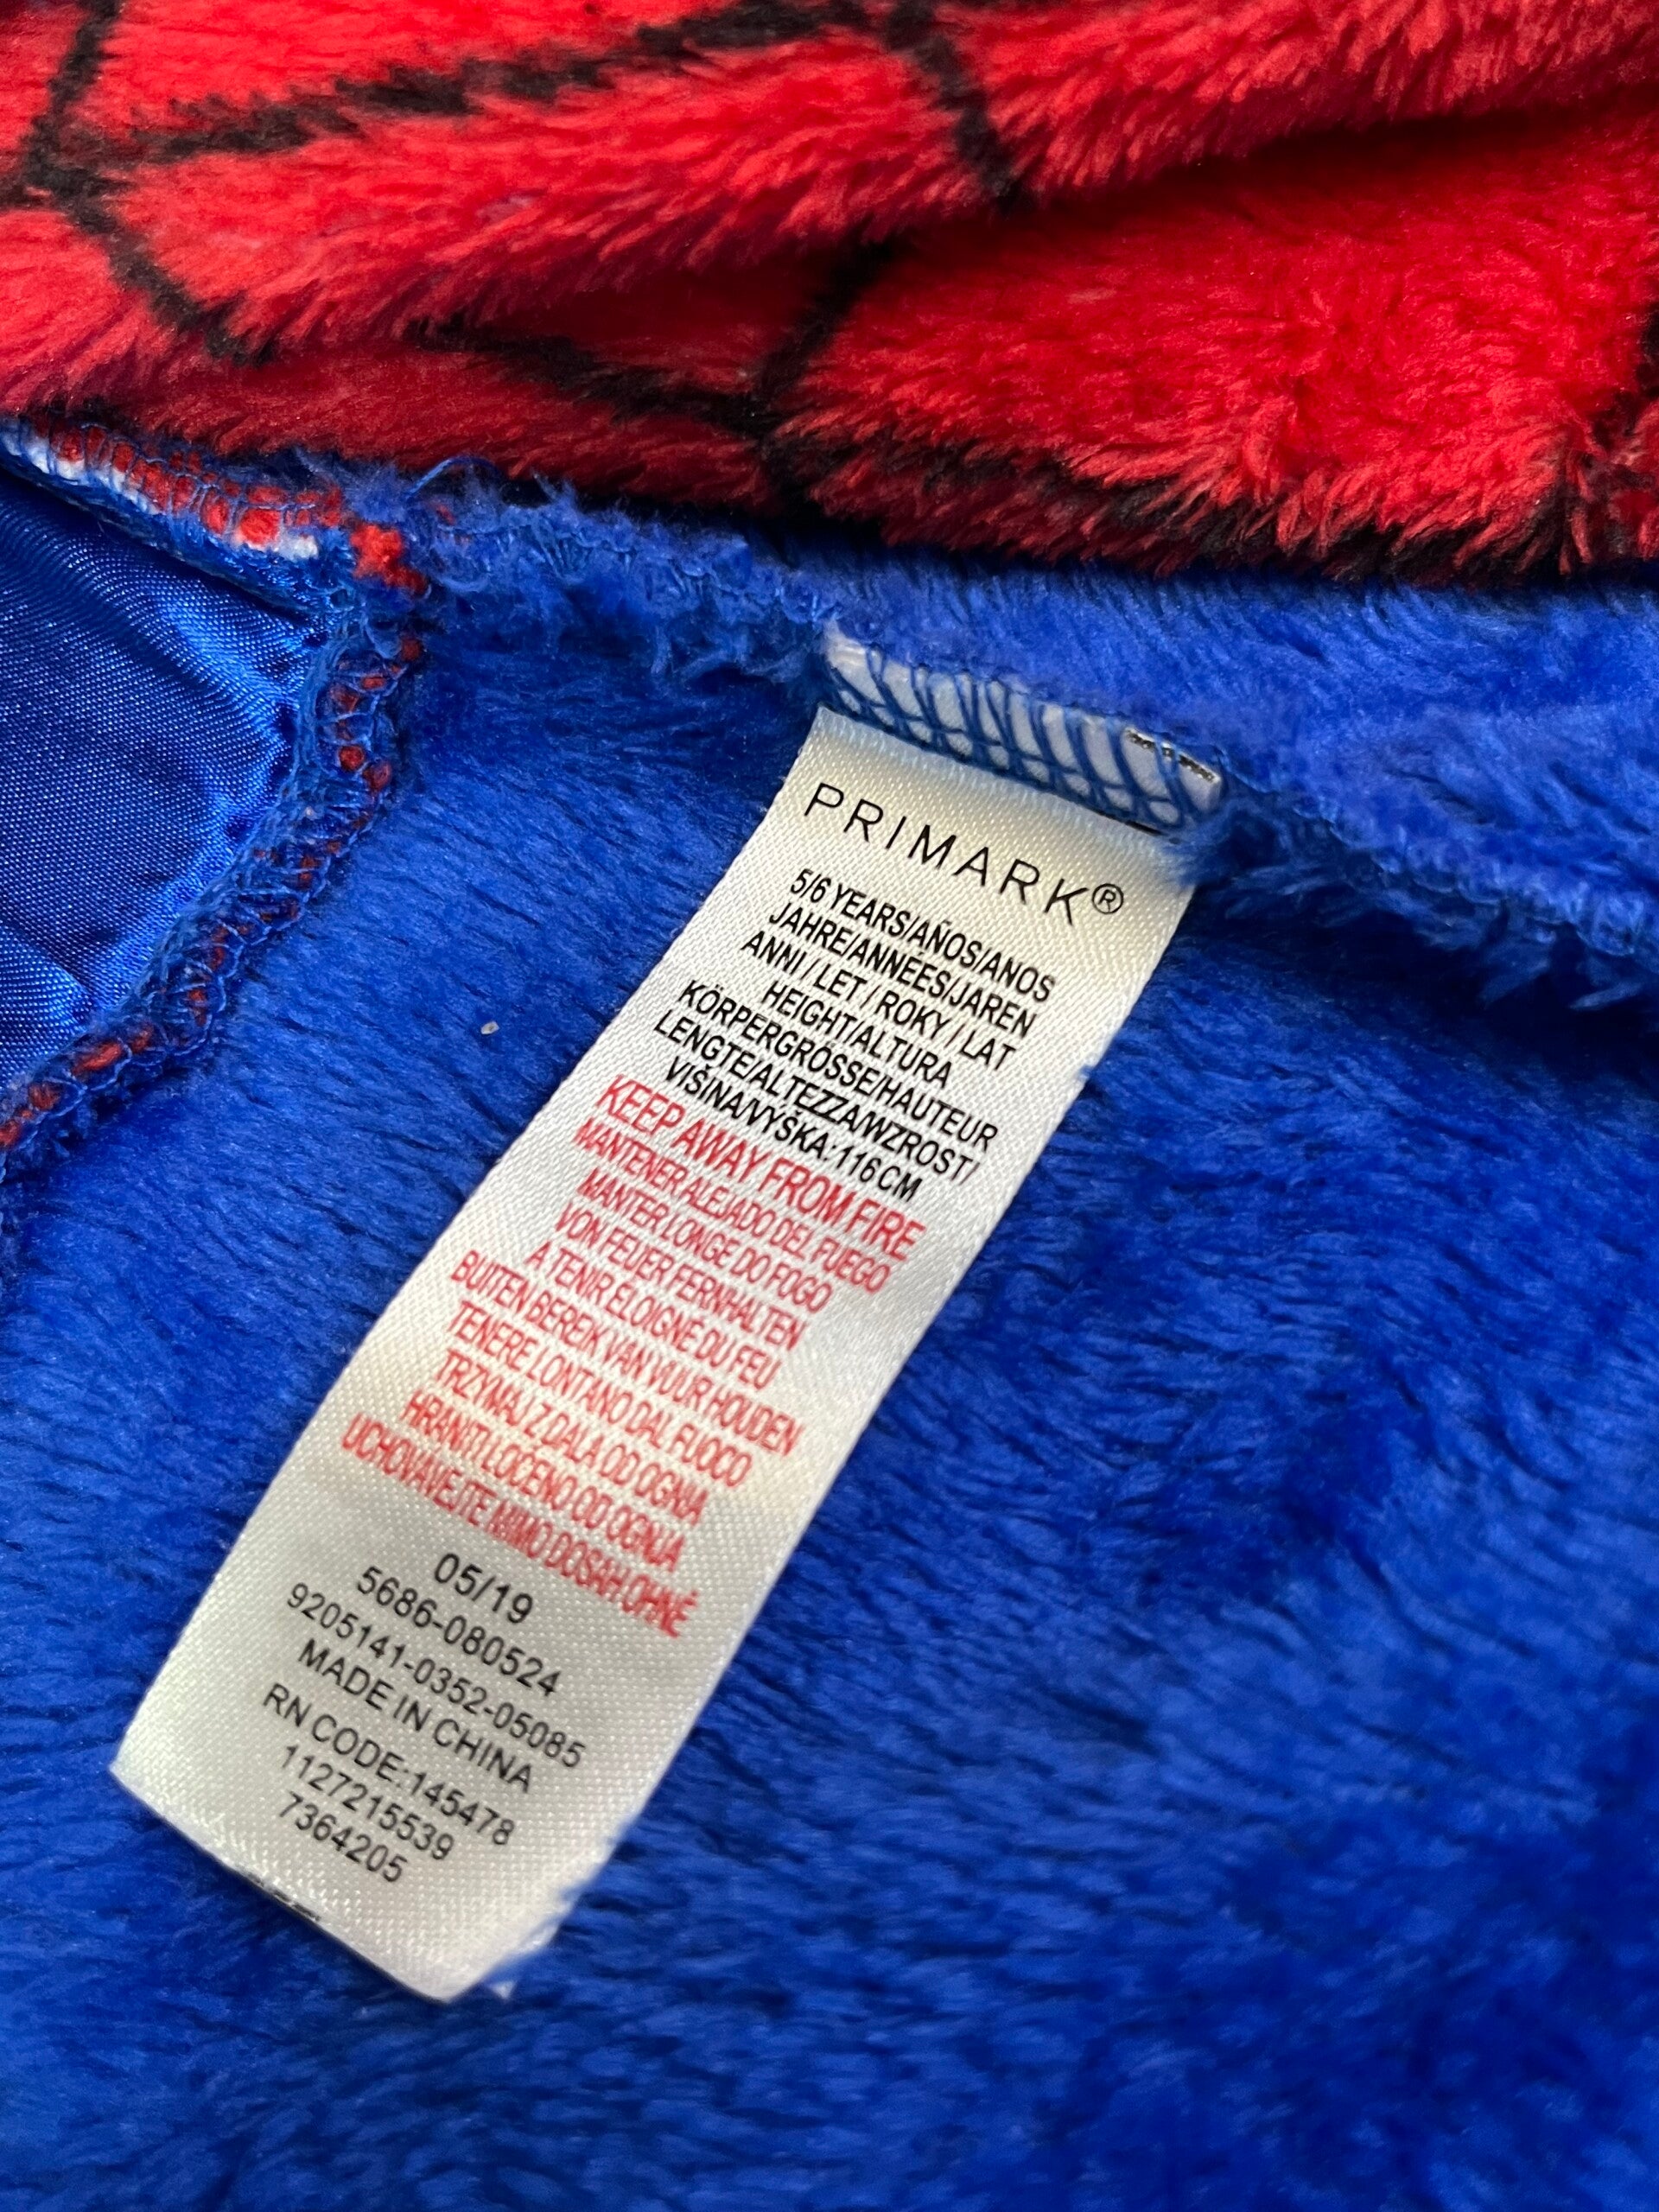 PRIMARK®
5/6 YEARS/AÑOS/ANOS
JAHRE/ANNEES/JAREN
ANNI / LET / ROKY / LAT
HEIGHT/ALTURA
KÖRPERGRÖSSE/HAUTEUR
LENGTE/ALTEZZA/WZROST/
VIŠINA/VÝŠKA: 116 CM
KEEP AWAY FROM FIRE
MANTENER ALEJADO DEL FUEGO
MANTER LONGE DO FOGO
VON FEUER FERNHALTEN
A TENIR ELOIGNÉ DU FEU
BUITEN BEREIK VAN VUUR HOUDEN
TENERE LONTANO DAL FUOCO
TRZYMAJ Z DALA OD OGNIA
HRANITI LOČENO OD OGNJA
UCHOVÁVEJTE MIMO DOSAH OHNĚ
05/19
5686-080524
9205141-0352-05085
MADE IN CHINA
RN CODE:145478
1127215539
7364205